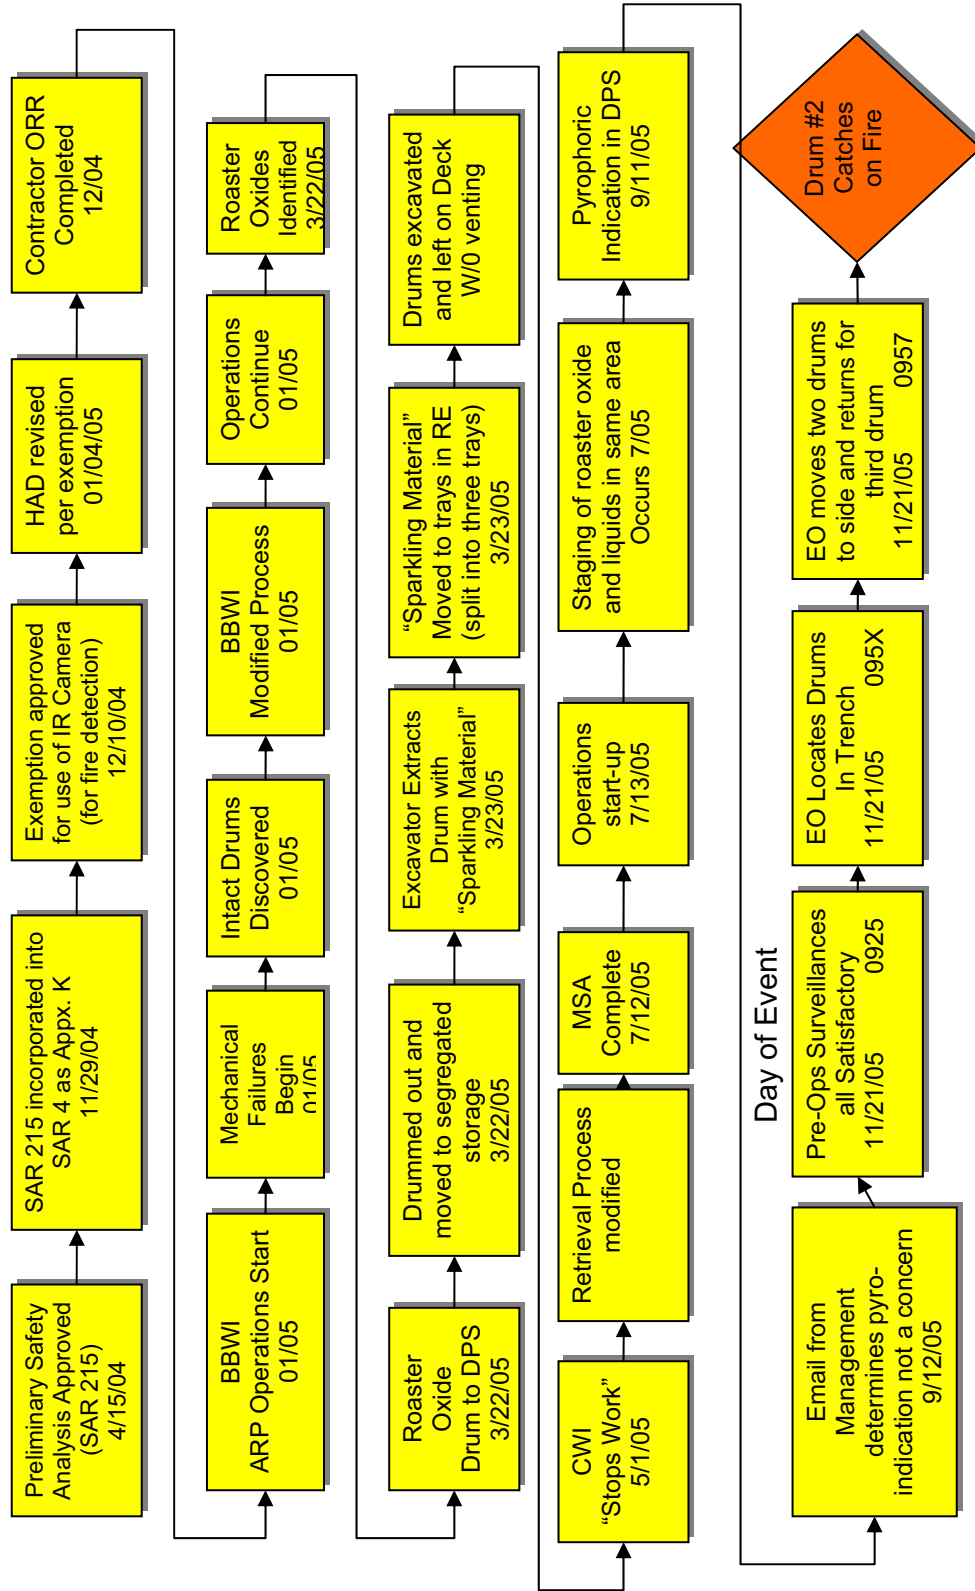 Preliminary Safety
Analysis Approved
(SAR 215)
4/15/04
SAR 215 incorporated into
SAR 4 as Appx. K
11/29/04
Exemption approved
for use of IR Camera
(for fire detection)
12/10/04
HAD revised
per exemption
01/04/05
Contractor ORR
Completed
12/04
BBWI
ARP Operations Start
01/05
Mechanical
Failures
Begin
01/05
Intact Drums
Discovered
01/05
BBWI
Modified Process
01/05
Operations
Continue
01/05
Roaster
Oxides
Identified
3/22/05
Roaster
Oxide
Drum to DPS
3/22/05
Drummed out and
moved to segregated
storage
3/22/05
Excavator Extracts
Drum with
“Sparkling Material”
3/23/05
“Sparkling Material”
Moved to trays in RE
(split into three trays)
3/23/05
Drums excavated
and left on Deck
W/0 venting
CWI
“Stops Work”
5/1/05
Retrieval Process
modified
MSA
Complete
7/12/05
Operations
start-up
7/13/05
Staging of roaster oxide
and liquids in same area
Occurs 7/05
Pyrophoric
Indication in DPS
9/11/05
Day of Event
Email from
Management
determines pyro-
indication not a concern
9/12/05
Pre-Ops Surveillances
all Satisfactory
11/21/05 0925
EO Locates Drums
In Trench
11/21/05 095X
EO moves two drums
to side and returns for
third drum
11/21/05 0957
Drum #2
Catches
on Fire